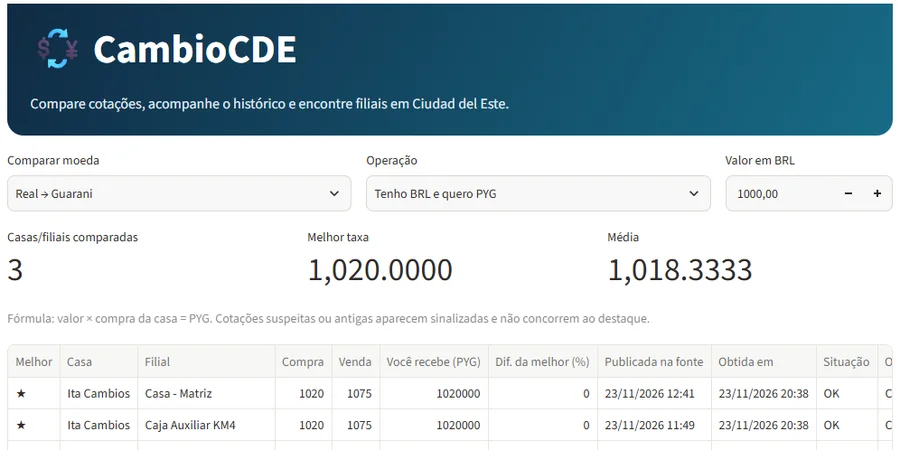 CambioCDE
Compare cotações, acompanhe o histórico e encontre filiais em Ciudad del Este.
Comparar moeda Operação Valor em BRL
Real → Guarani Tenho BRL e quero PYG 1000,00 − +
Casas/filiais comparadas Melhor taxa Média
3 1,020.0000 1,018.3333
Fórmula: valor × compra da casa = PYG. Cotações suspeitas ou antigas aparecem sinalizadas e não concorrem ao destaque.
Melhor Casa Filial Compra Venda Você recebe (PYG) Dif. da melhor (%) Publicada na fonte Obtida em Situação
★ Ita Cambios Casa - Matriz 1020 1075 1020000 0 23/11/2026 12:41 23/11/2026 20:38 OK
★ Ita Cambios Caja Auxiliar KM4 1020 1075 1020000 0 23/11/2026 11:49 23/11/2026 20:38 OK